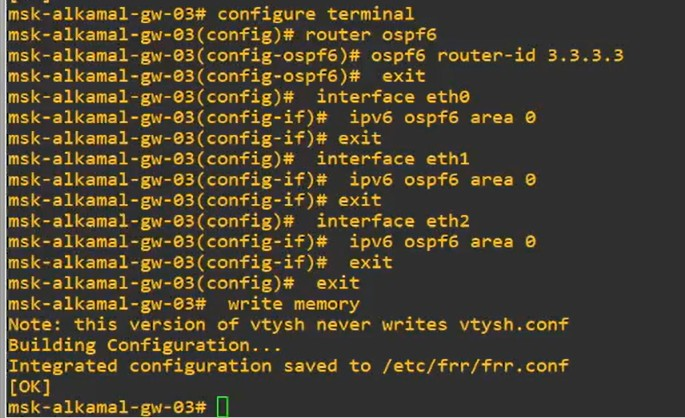 msk-alkamal-gw-03# configure terminal
msk-alkamal-gw-03(config)# router ospf6
msk-alkamal-gw-03(config-ospf6)# ospf6 router-id 3.3.3.3
msk-alkamal-gw-03(config-ospf6)#  exit
msk-alkamal-gw-03(config)#  interface eth0
msk-alkamal-gw-03(config-if)#  ipv6 ospf6 area 0
msk-alkamal-gw-03(config-if)# exit
msk-alkamal-gw-03(config)#  interface eth1
msk-alkamal-gw-03(config-if)#  ipv6 ospf6 area 0
msk-alkamal-gw-03(config-if)# exit
msk-alkamal-gw-03(config)#  interface eth2
msk-alkamal-gw-03(config-if)#  ipv6 ospf6 area 0
msk-alkamal-gw-03(config-if)#  exit
msk-alkamal-gw-03(config)#  exit
msk-alkamal-gw-03#  write memory
Note: this version of vtysh never writes vtysh.conf
Building Configuration...
Integrated configuration saved to /etc/frr/frr.conf
[OK]
msk-alkamal-gw-03#